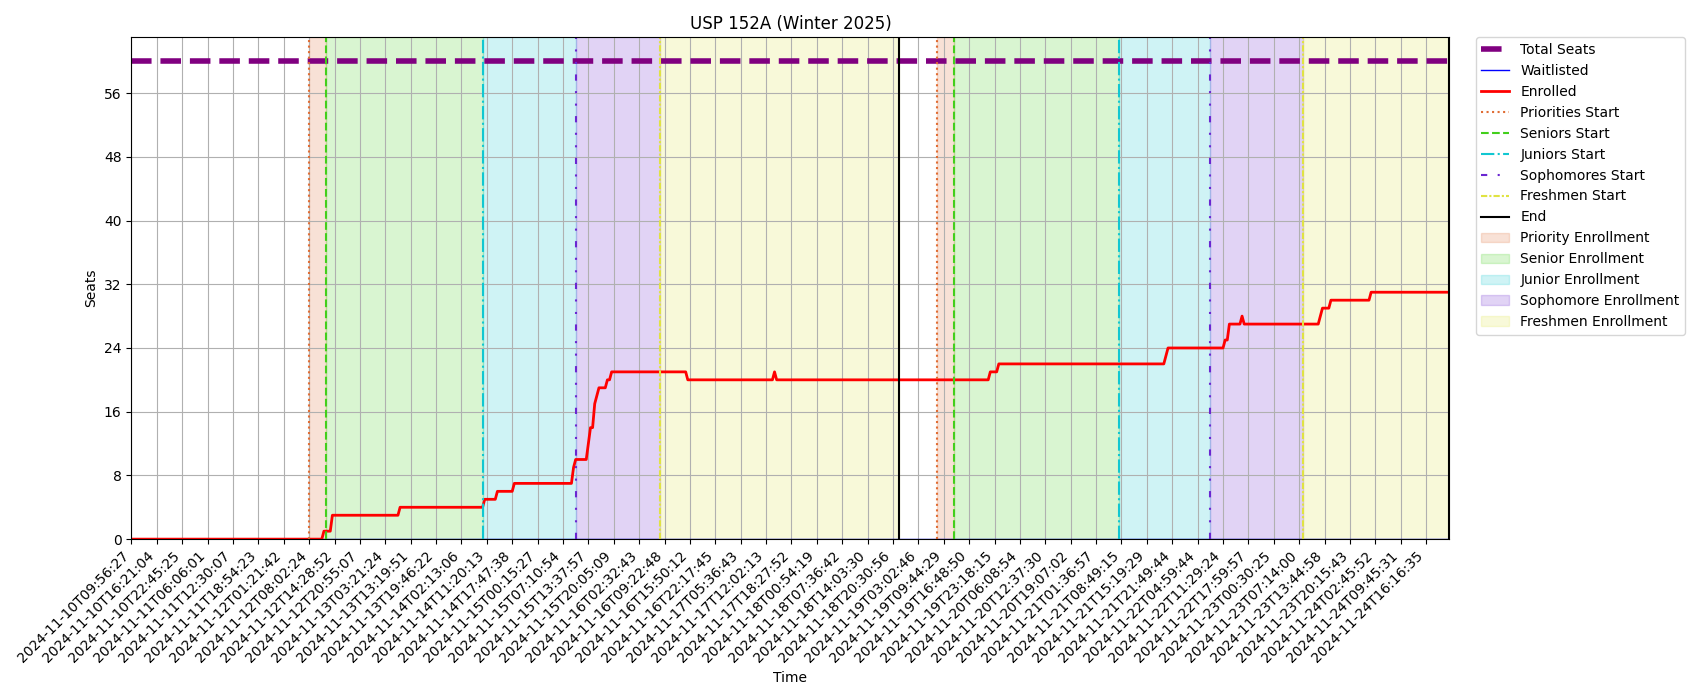 USP 152A (Winter 2025)
Total Seats
Waitlisted
Enrolled
Priorities Start
Seniors Start
Juniors Start
Sophomores Start
Freshmen Start
End
Priority Enrollment
Senior Enrollment
Junior Enrollment
Sophomore Enrollment
Freshmen Enrollment
Seats
56
48
40
32
24
16
8
0
2024-11-10T09:56:27
2024-11-10T16:21:04
2024-11-10T22:45:25
2024-11-11T06:06:01
2024-11-11T12:30:07
2024-11-11T18:54:23
2024-11-12T01:21:42
2024-11-12T08:02:24
2024-11-12T14:28:52
2024-11-12T20:55:07
2024-11-13T03:21:24
2024-11-13T13:19:51
2024-11-13T19:46:22
2024-11-14T02:13:06
2024-11-14T11:20:13
2024-11-14T17:47:38
2024-11-15T00:15:27
2024-11-15T07:10:54
2024-11-15T13:37:57
2024-11-15T20:05:09
2024-11-16T02:32:43
2024-11-16T09:22:48
2024-11-16T15:50:12
2024-11-16T22:17:45
2024-11-17T05:36:43
2024-11-17T12:02:13
2024-11-17T18:27:52
2024-11-18T00:54:19
2024-11-18T07:36:42
2024-11-18T14:03:30
2024-11-18T20:30:56
2024-11-19T03:02:46
2024-11-19T09:44:29
2024-11-19T16:48:50
2024-11-19T23:18:15
2024-11-20T06:08:54
2024-11-20T12:37:30
2024-11-20T19:07:02
2024-11-21T01:36:57
2024-11-21T08:49:15
2024-11-21T15:19:29
2024-11-21T21:49:44
2024-11-22T04:59:44
2024-11-22T11:29:24
2024-11-22T17:59:57
2024-11-23T00:30:25
2024-11-23T07:14:00
2024-11-23T13:44:58
2024-11-23T20:15:43
2024-11-24T02:45:52
2024-11-24T09:45:31
2024-11-24T16:16:35
Time